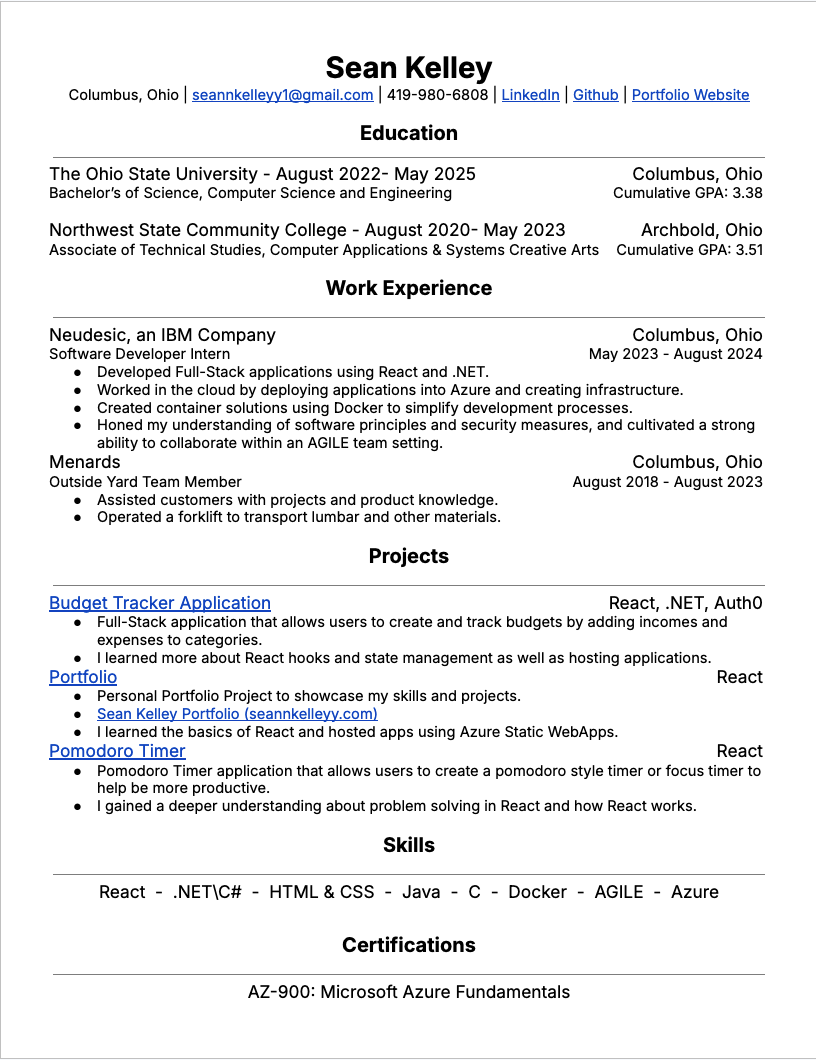 Sean Kelley
Columbus, Ohio | seannkelleyy1@gmail.com | 419-980-6808 | LinkedIn | Github | Portfolio Website
Education
The Ohio State University - August 2022- May 2025 Columbus, Ohio
Bachelor's of Science, Computer Science and Engineering Cumulative GPA: 3.38
Northwest State Community College - August 2020- May 2023 Archbold, Ohio
Associate of Technical Studies, Computer Applications & Systems Creative Arts Cumulative GPA: 3.51
Work Experience
Neudesic, an IBM Company Columbus, Ohio
Software Developer Intern May 2023 - August 2024
● Developed Full-Stack applications using React and .NET.
● Worked in the cloud by deploying applications into Azure and creating infrastructure.
● Created container solutions using Docker to simplify development processes.
● Honed my understanding of software principles and security measures, and cultivated a strong
ability to collaborate within an AGILE team setting.
Menards Columbus, Ohio
Outside Yard Team Member August 2018 - August 2023
● Assisted customers with projects and product knowledge.
● Operated a forklift to transport lumbar and other materials.
Projects
Budget Tracker Application React, .NET, Auth0
● Full-Stack application that allows users to create and track budgets by adding incomes and
expenses to categories.
● I learned more about React hooks and state management as well as hosting applications.
Portfolio React
● Personal Portfolio Project to showcase my skills and projects.
● Sean Kelley Portfolio (seannkelleyy.com)
● I learned the basics of React and hosted apps using Azure Static WebApps.
Pomodoro Timer React
● Pomodoro Timer application that allows users to create a pomodoro style timer or focus timer to
help be more productive.
● I gained a deeper understanding about problem solving in React and how React works.
Skills
React - .NET\C# - HTML & CSS - Java - C - Docker - AGILE - Azure
Certifications
AZ-900: Microsoft Azure Fundamentals